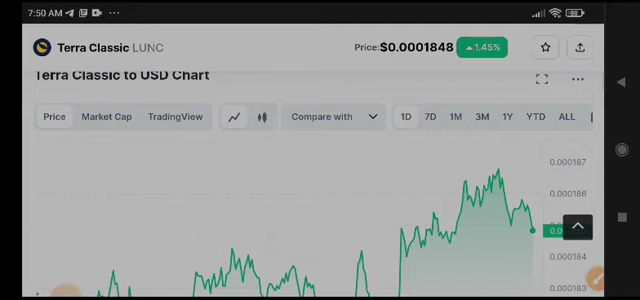 7:50 AM
Terra Classic LUNC Price:$0.0001848 ▲ 1.45%
Terra Classic to USD Chart
Price Market Cap TradingView Compare with 1D 7D 1M 3M 1Y YTD ALL
0.000187
0.000186
0.000184
0.000183